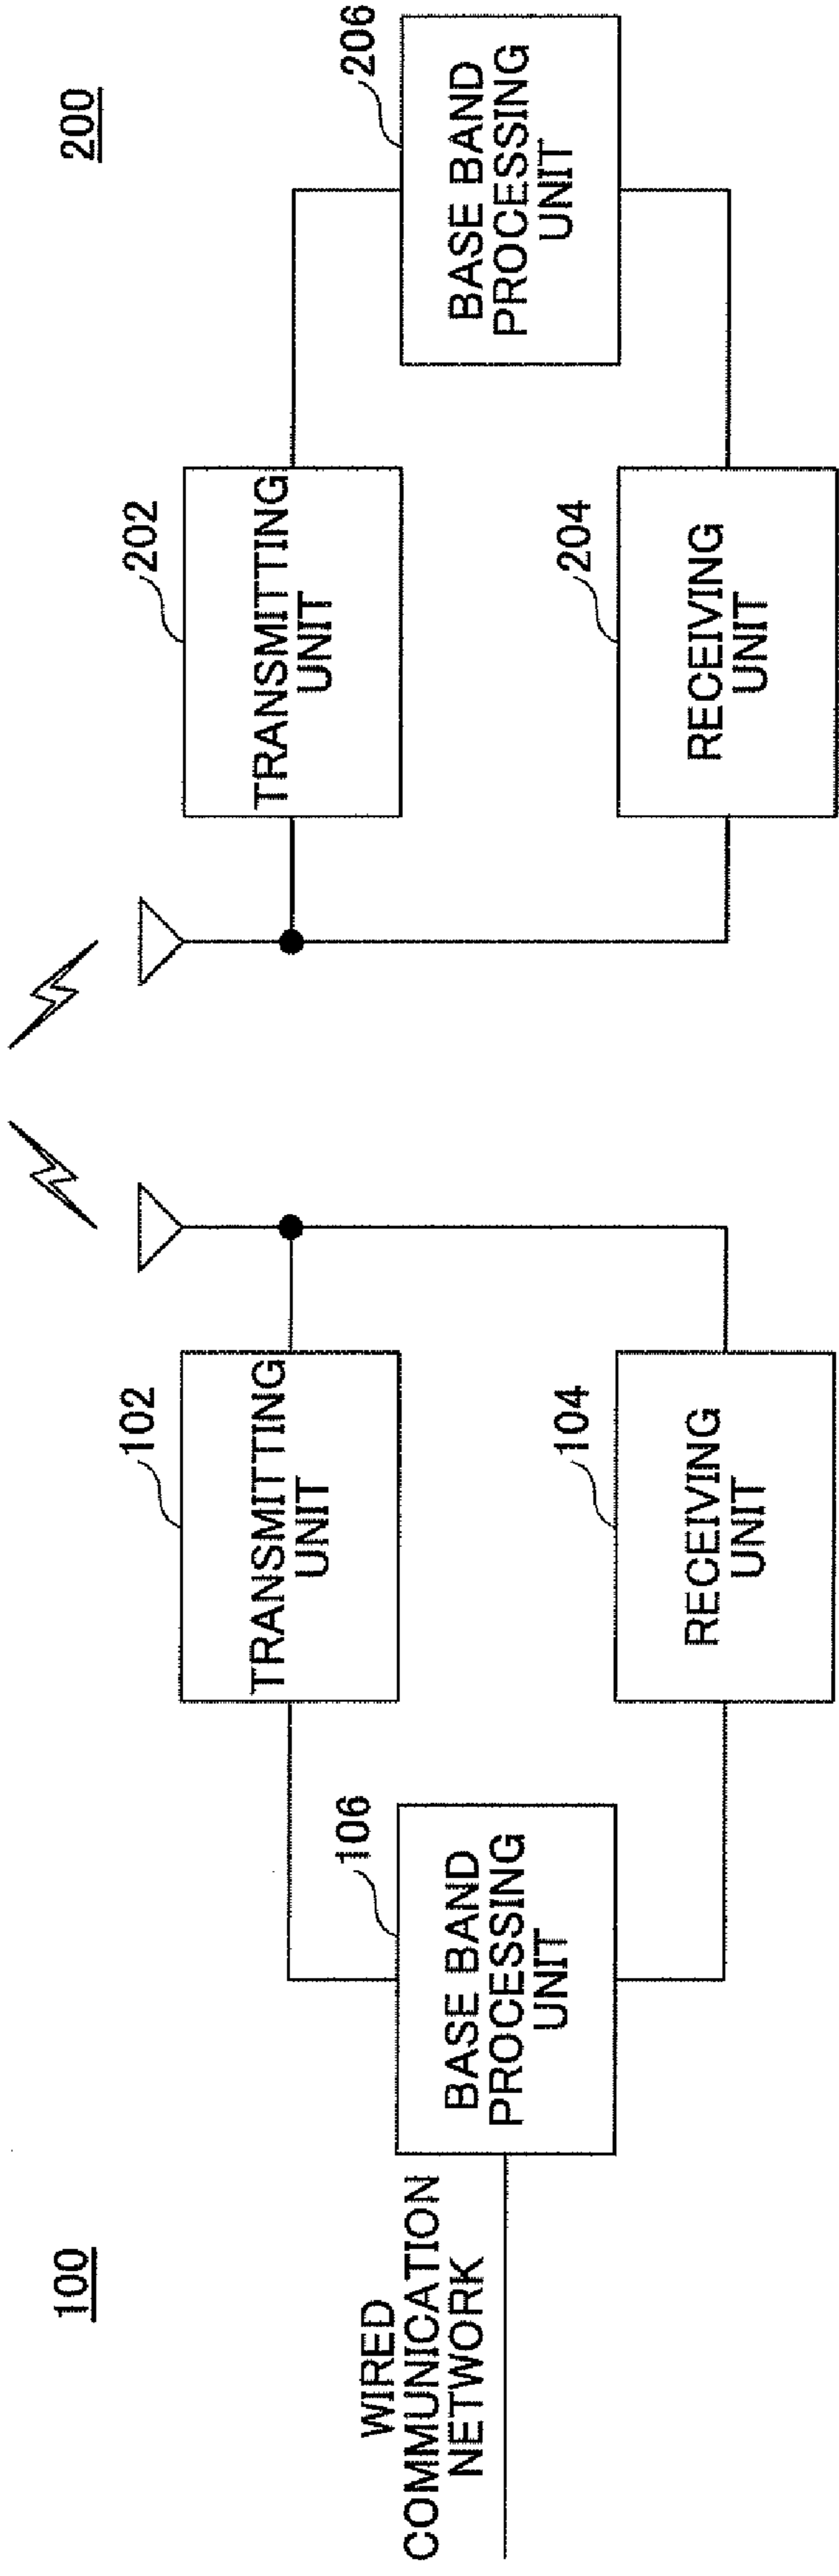 100
WIRED
COMMUNICATION
NETWORK
106
BASE BAND
PROCESSING
UNIT
102
TRANSMITTING
UNIT
104
RECEIVING
UNIT
200
202
TRANSMITTING
UNIT
204
RECEIVING
UNIT
206
BASE BAND
PROCESSING
UNIT